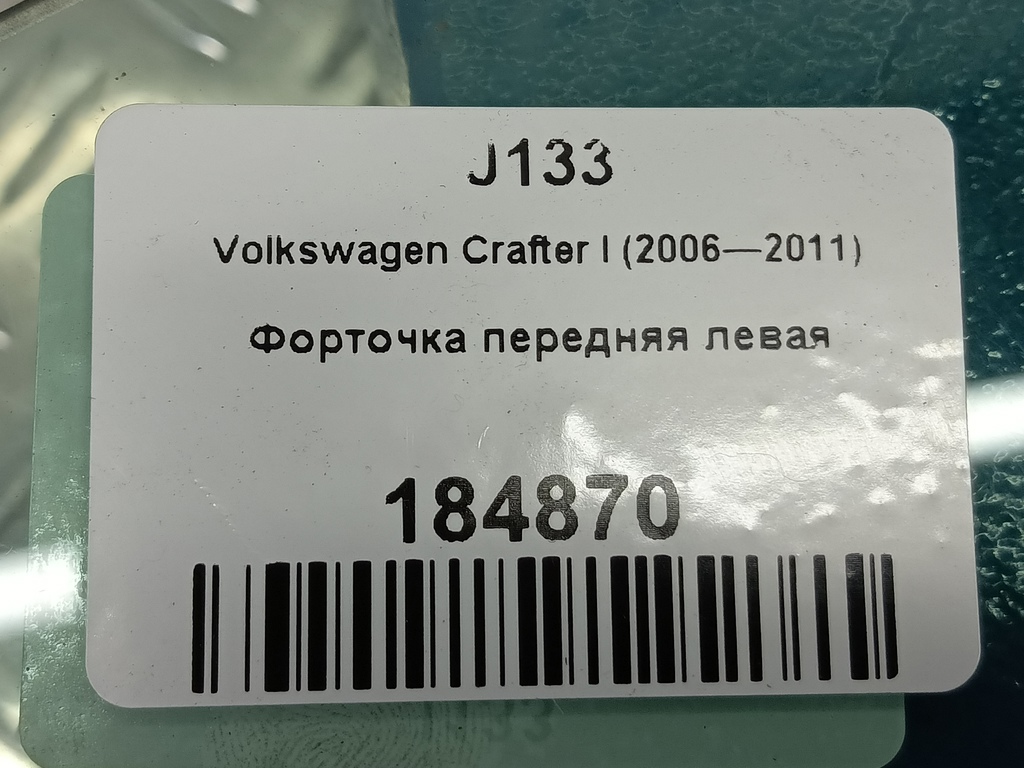 J133
Volkswagen Crafter I (2006—2011)
Форточка передняя левая
184870